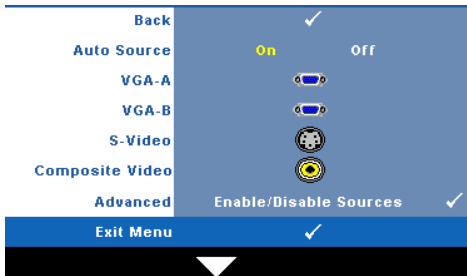 Back
Auto Source On Off
VGA-A
VGA-B
S-Video
Composite Video
Advanced Enable/Disable Sources
Exit Menu